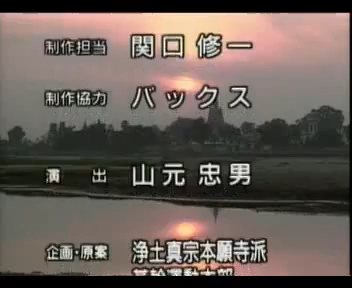 制作担当 関口修一
制作協力 バックス
演出 山元忠男
企画・原案 浄土真宗本願寺派